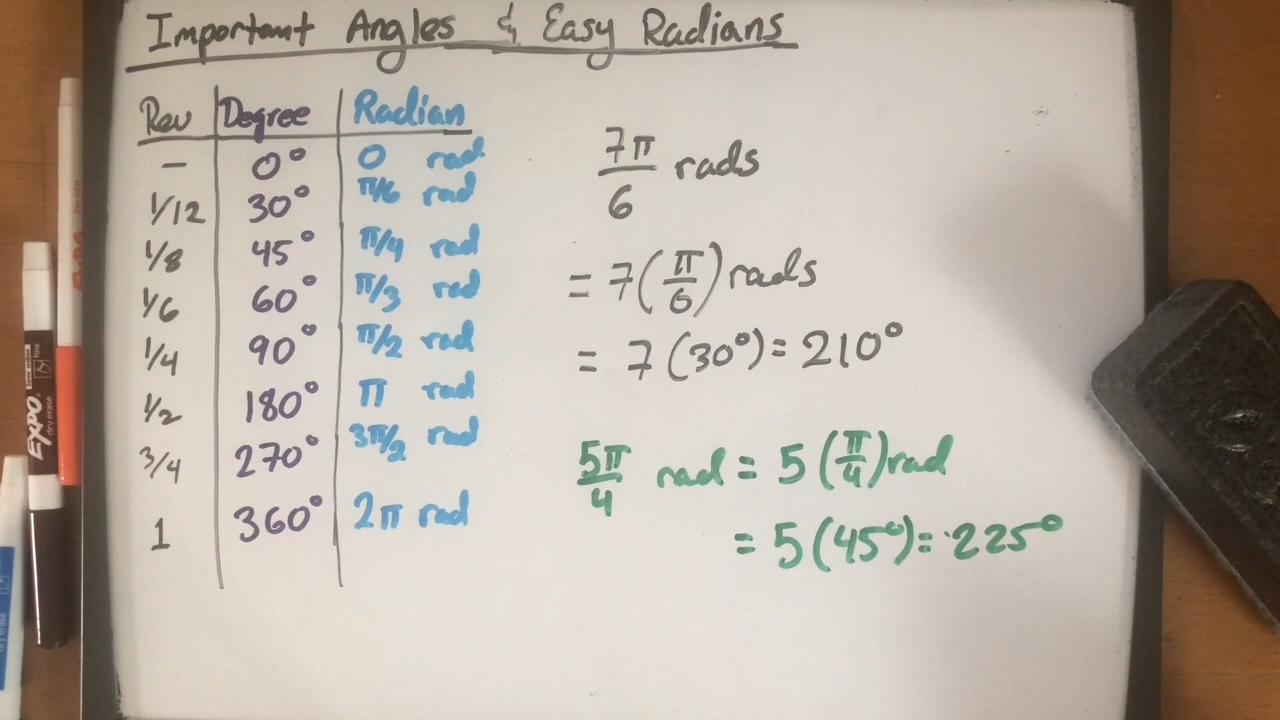 Important Angles & Easy Radians
Rev Degree Radian
– 0° 0 rad
1/12 30° π/6 rad
1/8 45° π/4 rad
1/6 60° π/3 rad
1/4 90° π/2 rad
1/2 180° π rad
3/4 270° 3π/2 rad
1 360° 2π rad
7π/6 rads
= 7(π/6) rads
= 7(30°) = 210°
5π/4 rad = 5(π/4) rad
= 5(45°) = 225°
EXPO
dry erase
fine